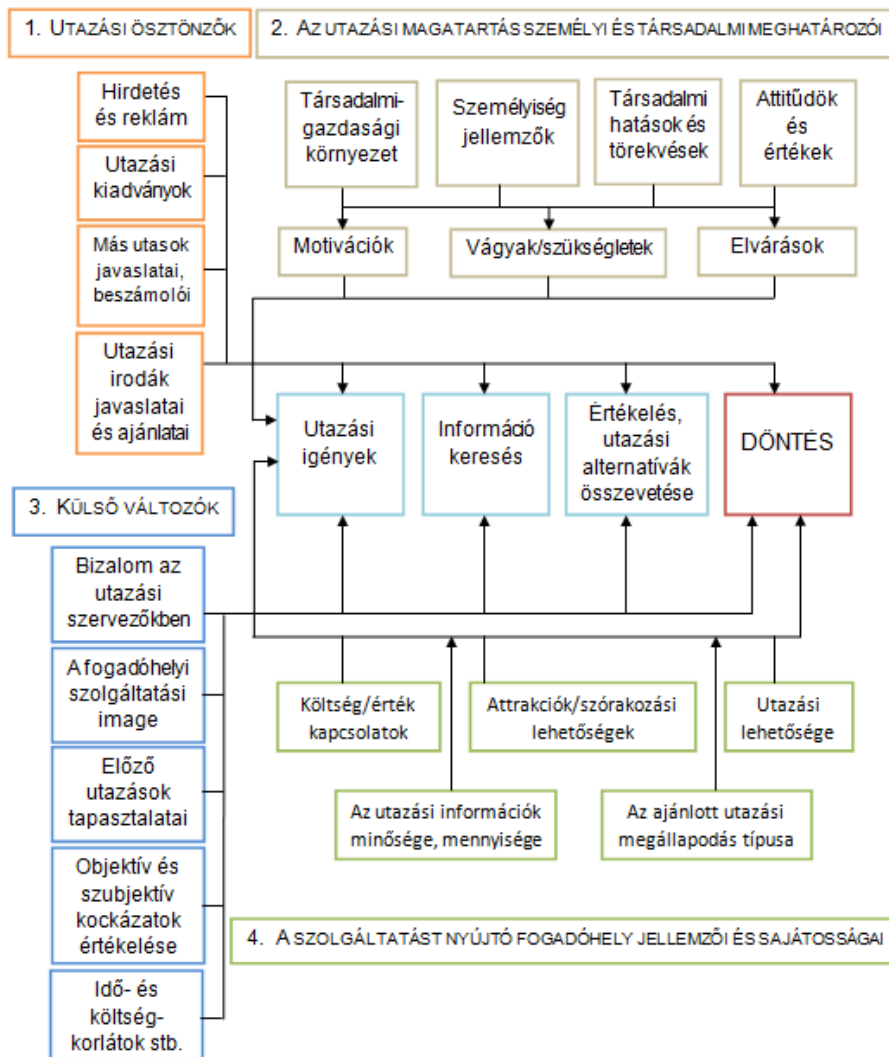 1. UTAZÁSI ÖSZTÖNZŐK
2. AZ UTAZÁSI MAGATARTÁS SZEMÉLYI ÉS TÁRSADALMI MEGHATÁROZÓI
Hirdetés
és reklám
Utazási
kiadványok
Más utasok
javaslatai,
beszámolói
Utazási
irodák
javaslatai
és ajánlatai
Társadalmi-
gazdasági
környezet
Személyiség
jellemzők
Társadalmi
hatások és
törekvések
Attitűdök
és
értékek
Motivációk
Vágyak/szükségletek
Elvárások
Utazási
igények
Információ
keresés
Értékelés,
utazási
alternatívák
összevetése
DÖNTÉS
3. KÜLSŐ VÁLTOZÓK
Bizalom az
utazási
szervezőkben
A fogadóhelyi
szolgáltatási
image
Előző
utazások
tapasztalatai
Objektív és
szubjektív
kockázatok
értékelése
Idő- és
költség-
korlátok stb.
Költség/érték
kapcsolatok
Attrakciók/szórakozási
lehetőségek
Utazási
lehetősége
Az utazási információk
minősége, mennyisége
Az ajánlott utazási
megállapodás típusa
4. A SZOLGÁLTATÁST NYÚJTÓ FOGADÓHELY JELLEMZŐI ÉS SAJÁTOSSÁGAI